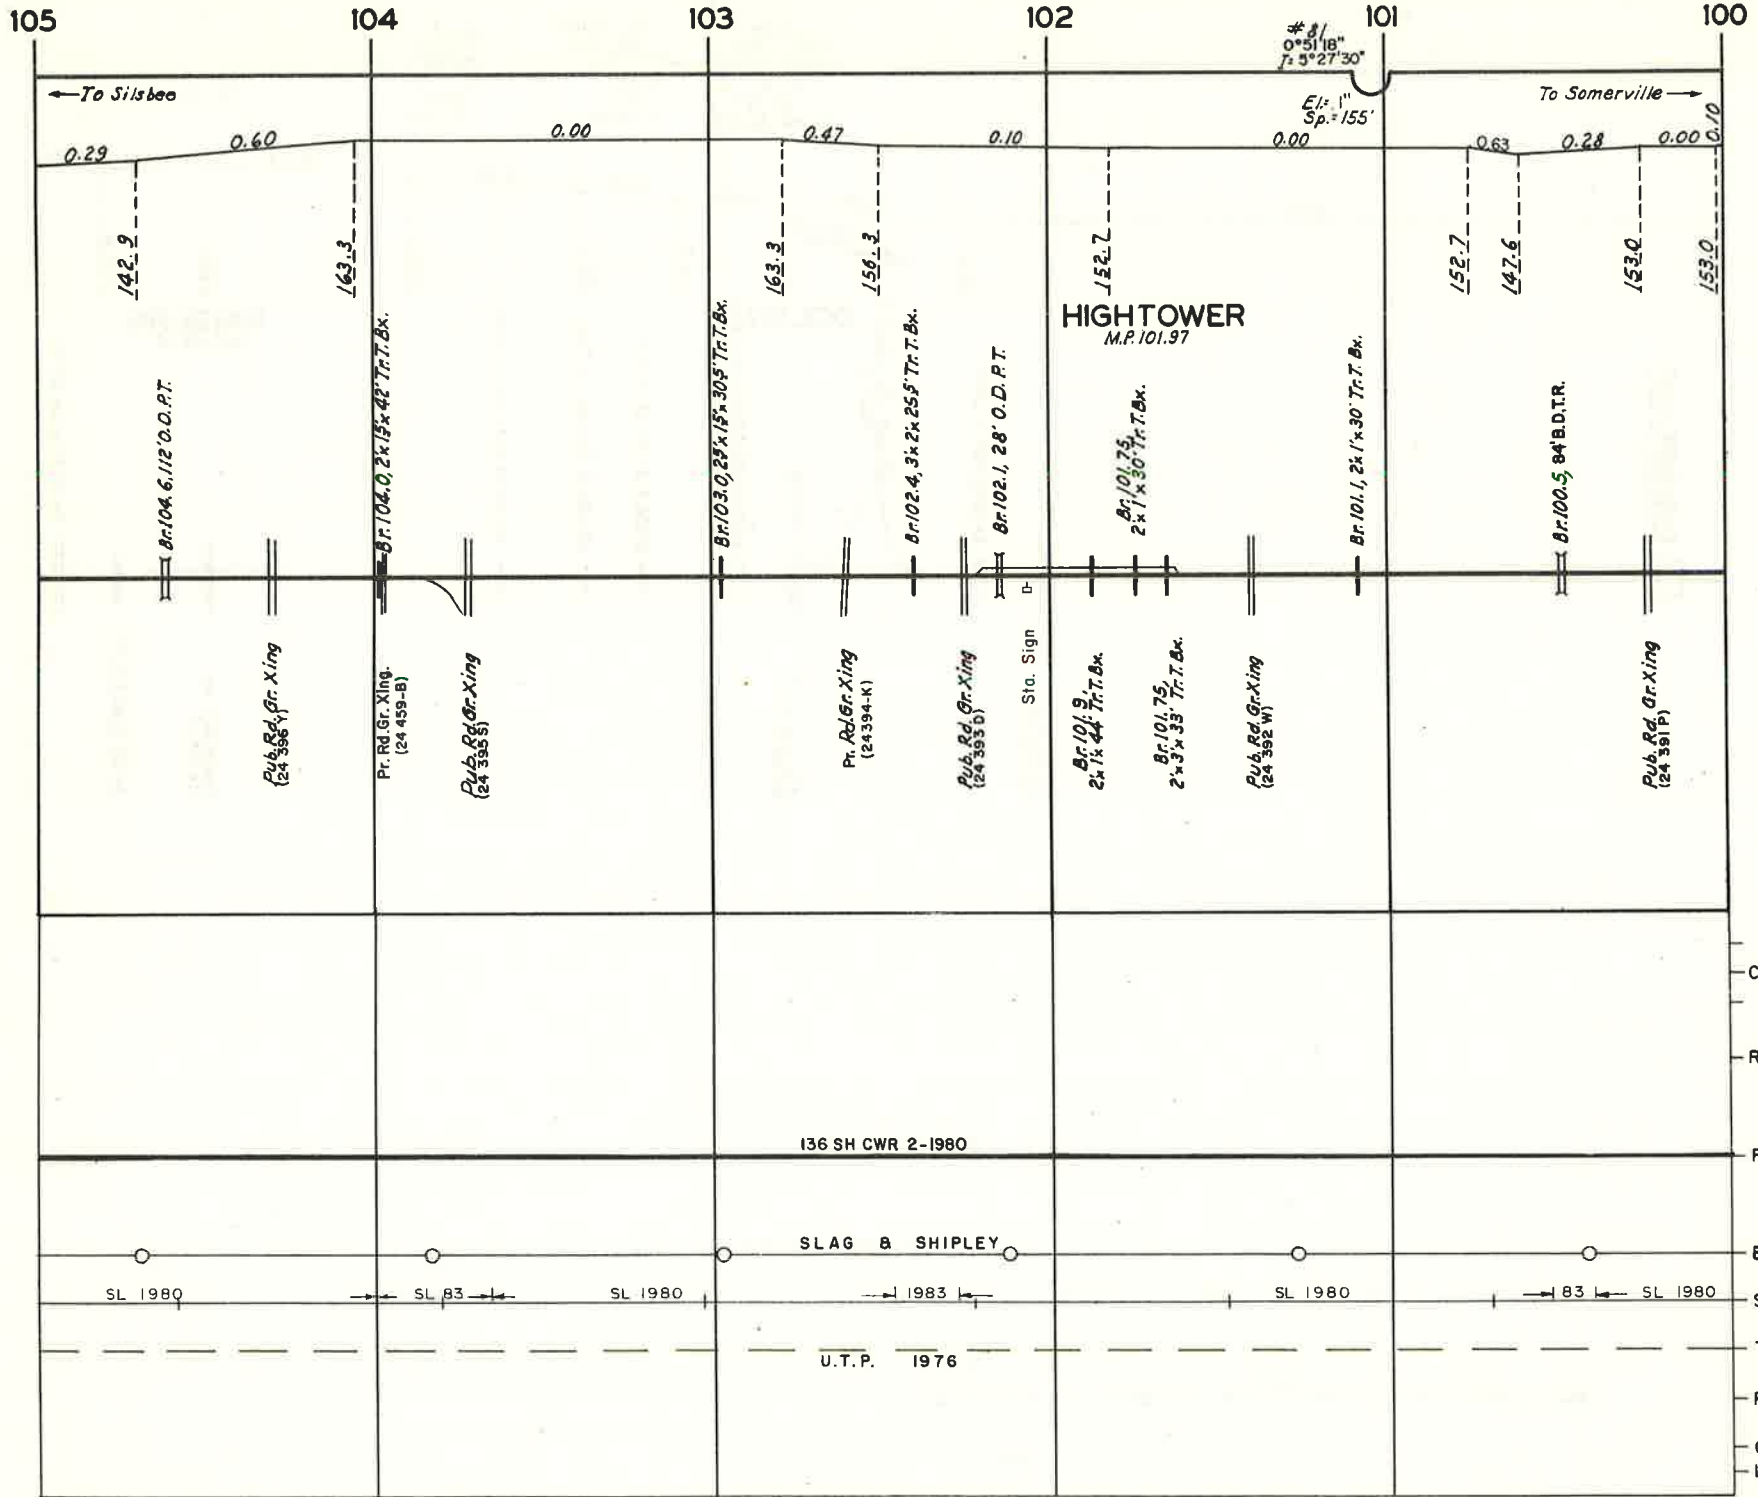 105 104 103 102 101 100
# 81
0°51'18"
I= 5°27'30"
←To Silsbee
El.= 1"
Sp.= 155'
To Somerville→
0.29 0.60 0.00 0.47 0.10 0.00 0.63 0.28 0.00 0.10
142.9
163.3
163.3
156.3
152.7
152.7
147.6
153.0
153.0
HIGHTOWER
M.P. 101.97
Br. 104.6, 112' O.D.P.T.
Br. 104.0, 2'x 1.5'x 42' Tr. T. Bx.
Br. 103.0, 2.5'x 1.5'x 30.5' Tr. T. Bx.
Br. 102.4, 3'x 2'x 25.5' Tr. T. Bx.
Br. 102.1, 28' O.D.P.T.
Br. 101.75,
2'x 1'x 30' Tr. T. Bx.
Br. 101.1, 2'x 1'x 30' Tr. T. Bx.
Br. 100.5, 84' B.D.T.R.
Pub. Rd. Gr. Xing
(24 396 Y)
Pr. Rd. Gr. Xing.
(24 459-B)
Pub. Rd. Gr. Xing
(24 395 S)
Pr. Rd. Gr. Xing
(24394-K)
Pub. Rd. Gr. Xing
(24 393 D)
Sta. Sign
Br. 101.9,
2'x 1'x 44' Tr. T. Bx.
Br. 101.75,
2'x 3'x 33' Tr. T. Bx.
Pub. Rd. Gr. Xing
(24 392 W)
Pub. Rd. Gr. Xing
(24 391 P)
C
R
136 SH CWR 2-1980
SLAG & SHIPLEY
SL 1980 SL 83 SL 1980 1983 SL 1980 83 SL 1980
S
U.T.P. 1976